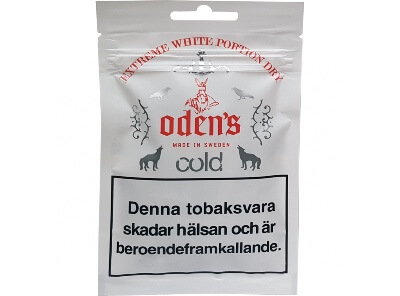 EXTREME WHITE PORTION DRY
oden's
MADE IN SWEDEN
cold
Denna tobaksvara
skadar hälsan och är
beroendeframkallande.